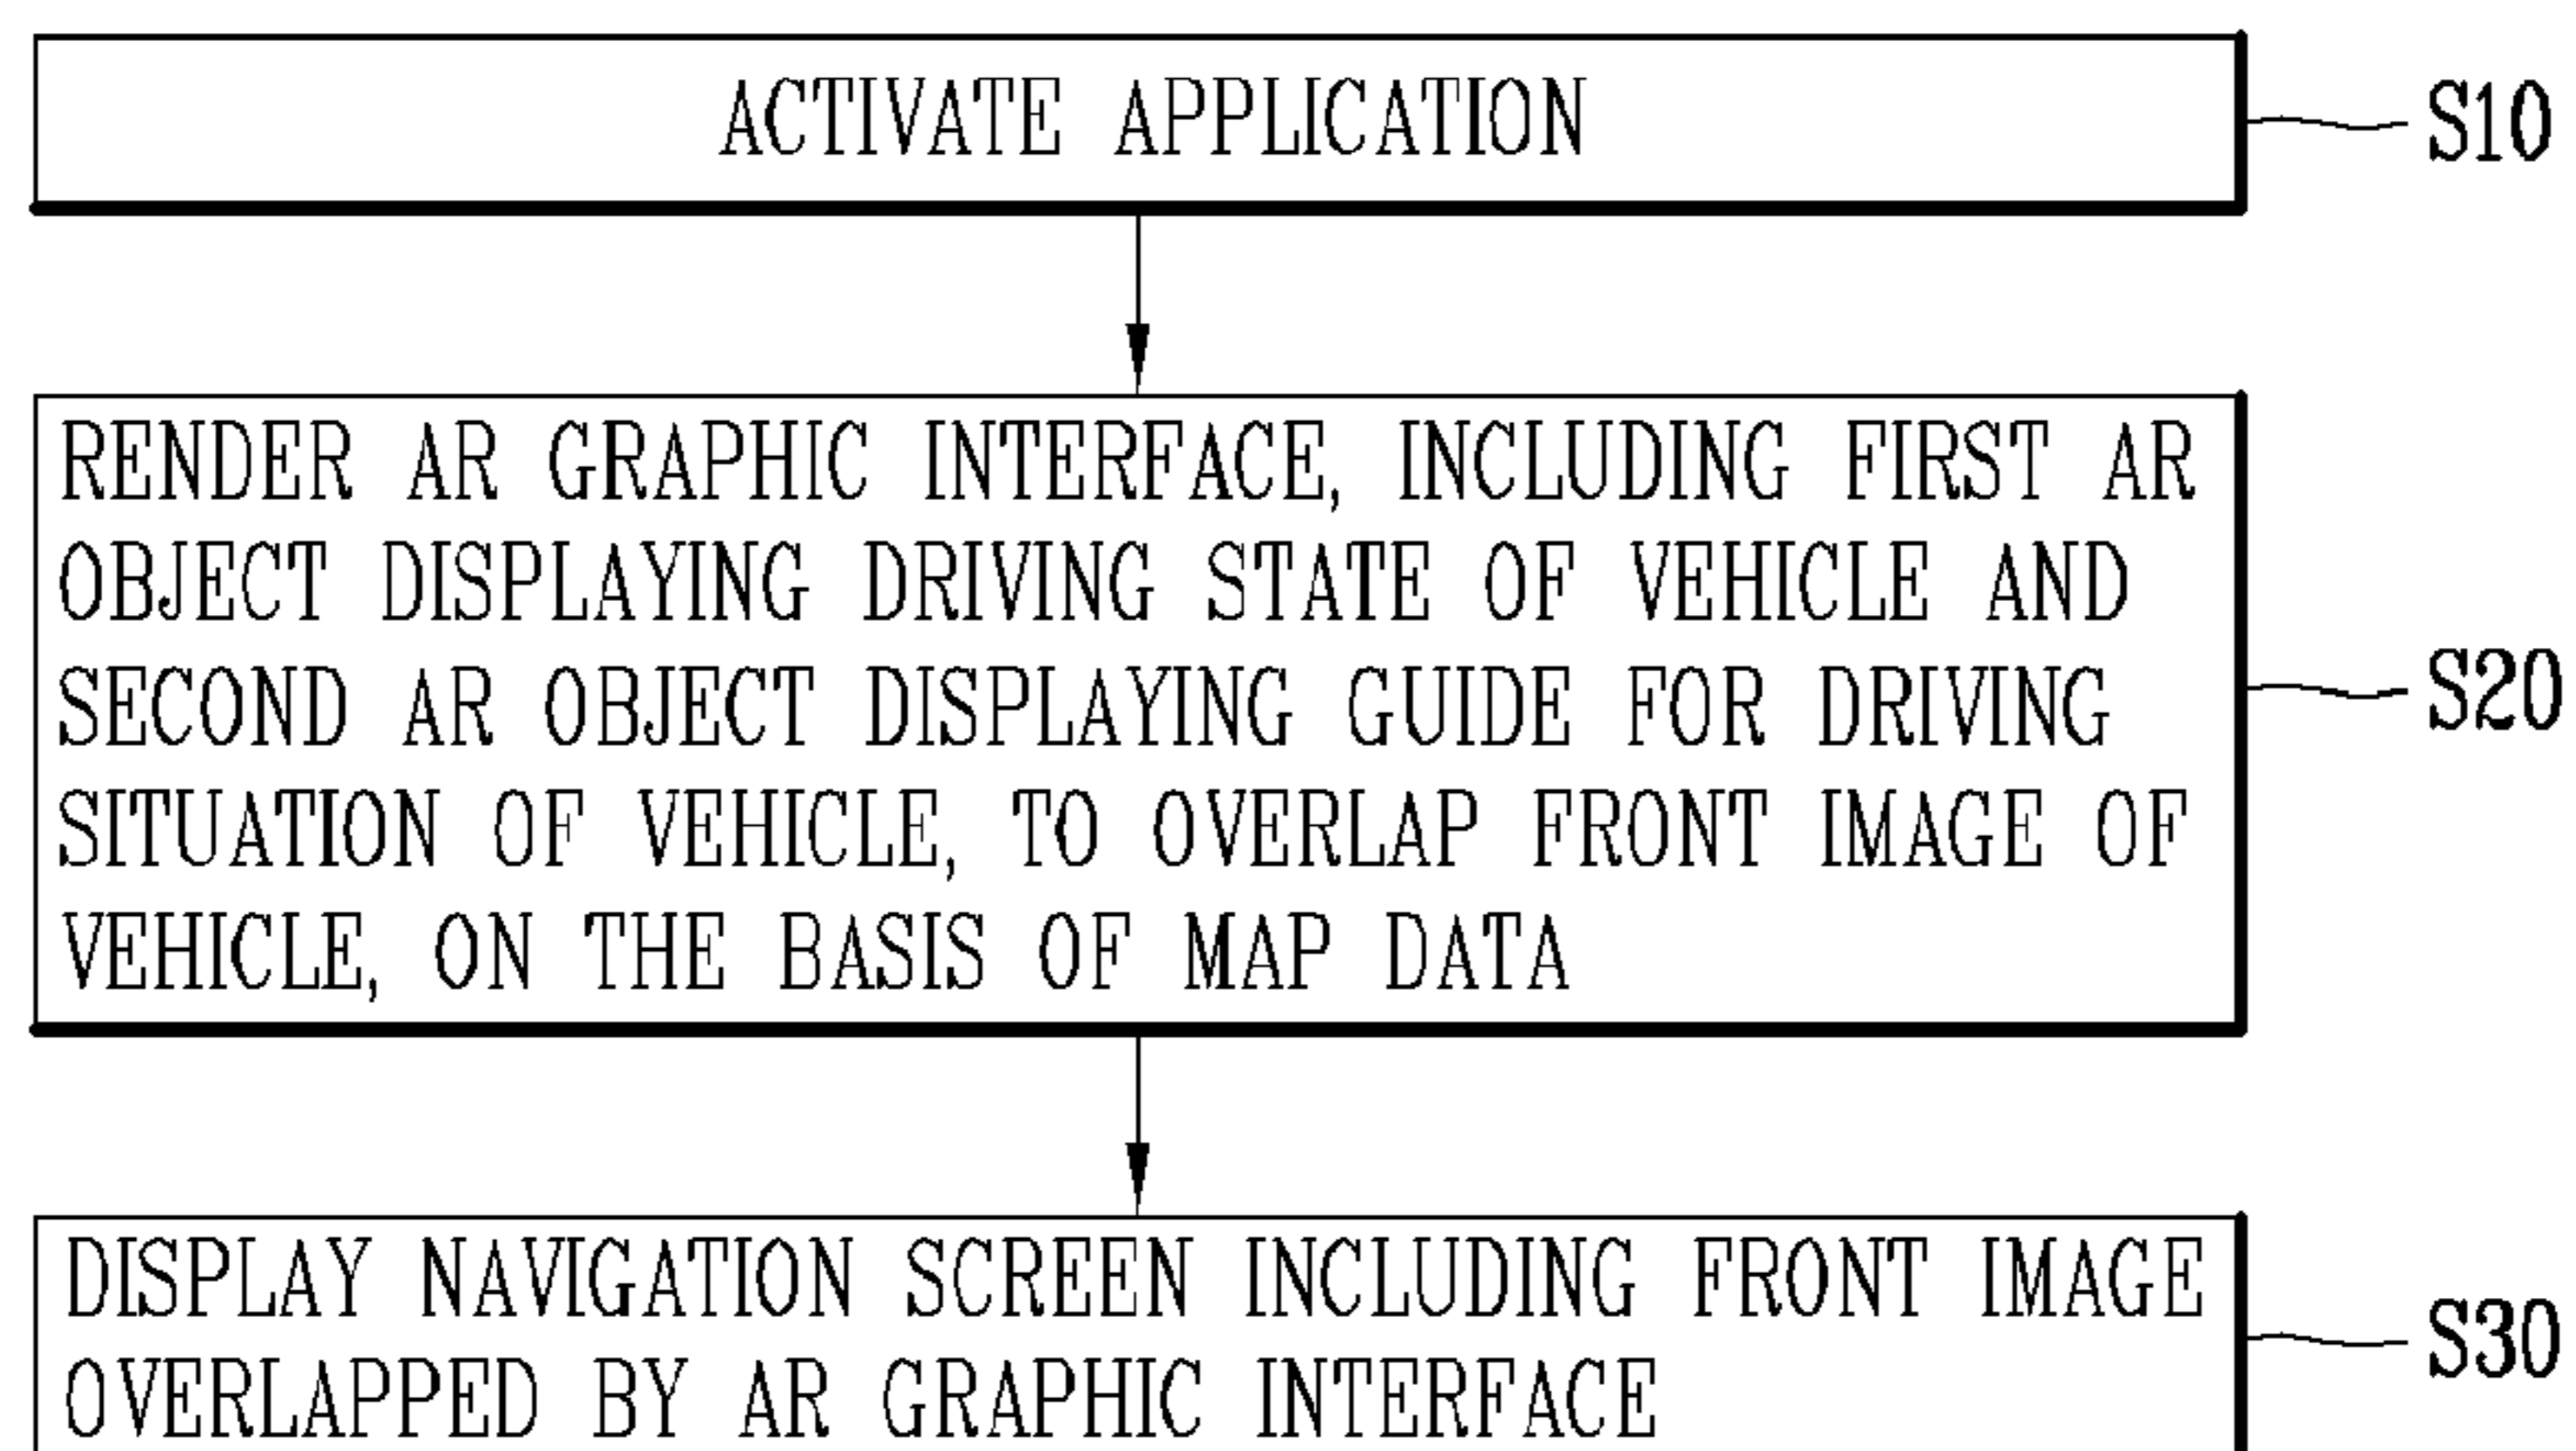 ACTIVATE APPLICATION
S10
RENDER AR GRAPHIC INTERFACE, INCLUDING FIRST AR
OBJECT DISPLAYING DRIVING STATE OF VEHICLE AND
SECOND AR OBJECT DISPLAYING GUIDE FOR DRIVING
SITUATION OF VEHICLE, TO OVERLAP FRONT IMAGE OF
VEHICLE, ON THE BASIS OF MAP DATA
S20
DISPLAY NAVIGATION SCREEN INCLUDING FRONT IMAGE
OVERLAPPED BY AR GRAPHIC INTERFACE
S30